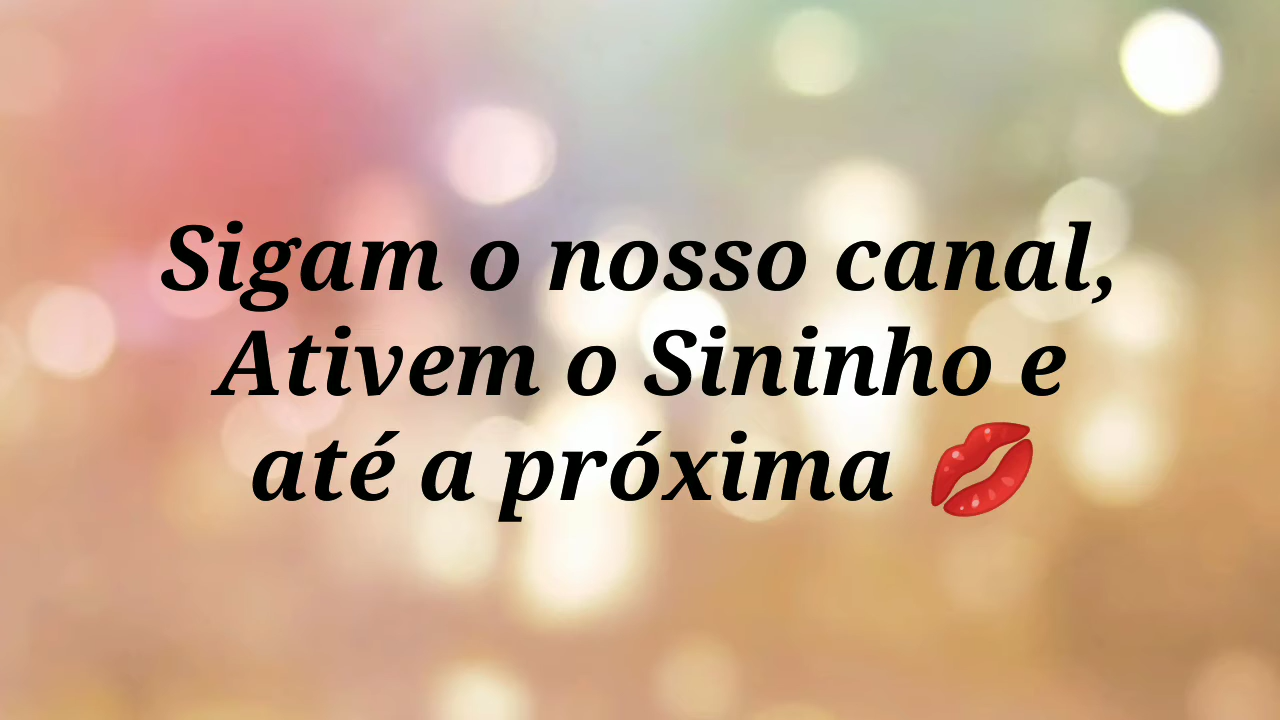 Sigam o nosso canal,
Ativem o Sininho e
até a próxima 💋